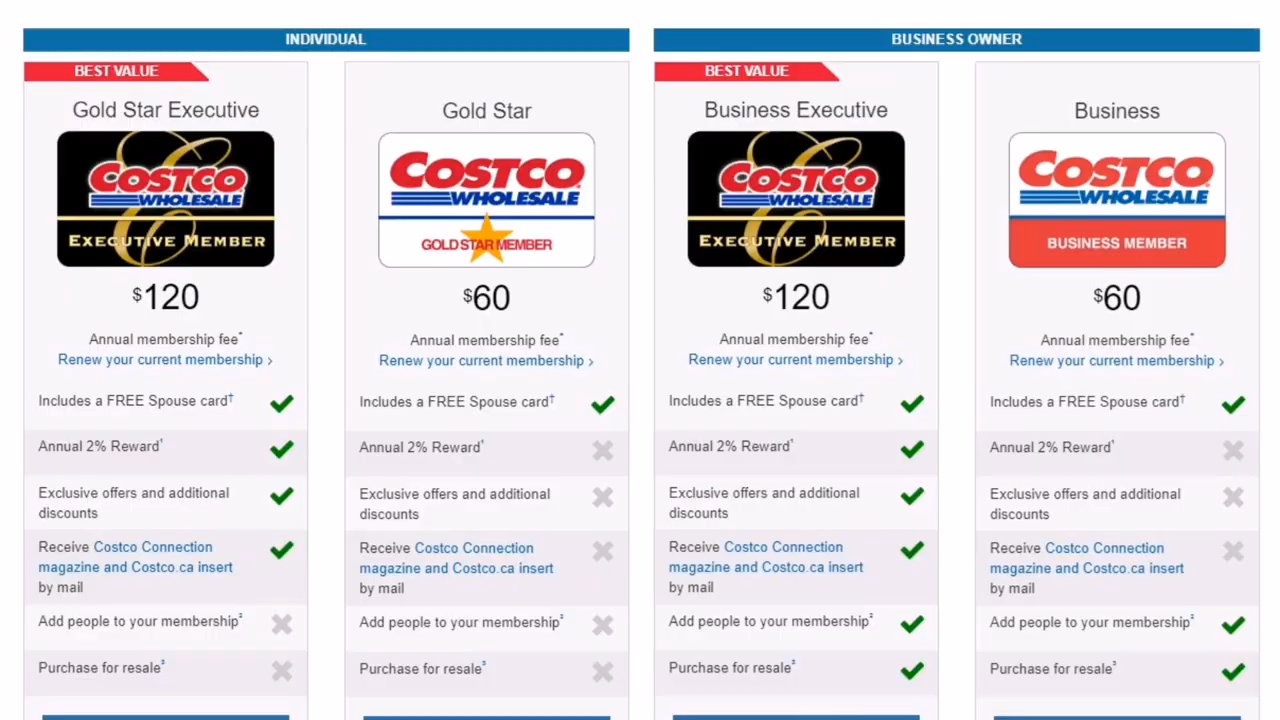 INDIVIDUAL
BEST VALUE
Gold Star Executive
COSTCO
WHOLESALE
EXECUTIVE MEMBER
$120
Annual membership fee*
Renew your current membership ›
Includes a FREE Spouse card†
Annual 2% Reward¹
Exclusive offers and additional
discounts
Receive Costco Connection
magazine and Costco.ca insert
by mail
Add people to your membership²
Purchase for resale³
Gold Star
COSTCO
WHOLESALE
GOLD STAR MEMBER
$60
Annual membership fee*
Renew your current membership ›
Includes a FREE Spouse card†
Annual 2% Reward¹
Exclusive offers and additional
discounts
Receive Costco Connection
magazine and Costco.ca insert
by mail
Add people to your membership²
Purchase for resale³
BUSINESS OWNER
BEST VALUE
Business Executive
COSTCO
WHOLESALE
EXECUTIVE MEMBER
$120
Annual membership fee*
Renew your current membership ›
Includes a FREE Spouse card†
Annual 2% Reward¹
Exclusive offers and additional
discounts
Receive Costco Connection
magazine and Costco.ca insert
by mail
Add people to your membership²
Purchase for resale³
Business
COSTCO
WHOLESALE
BUSINESS MEMBER
$60
Annual membership fee*
Renew your current membership ›
Includes a FREE Spouse card†
Annual 2% Reward¹
Exclusive offers and additional
discounts
Receive Costco Connection
magazine and Costco.ca insert
by mail
Add people to your membership²
Purchase for resale³